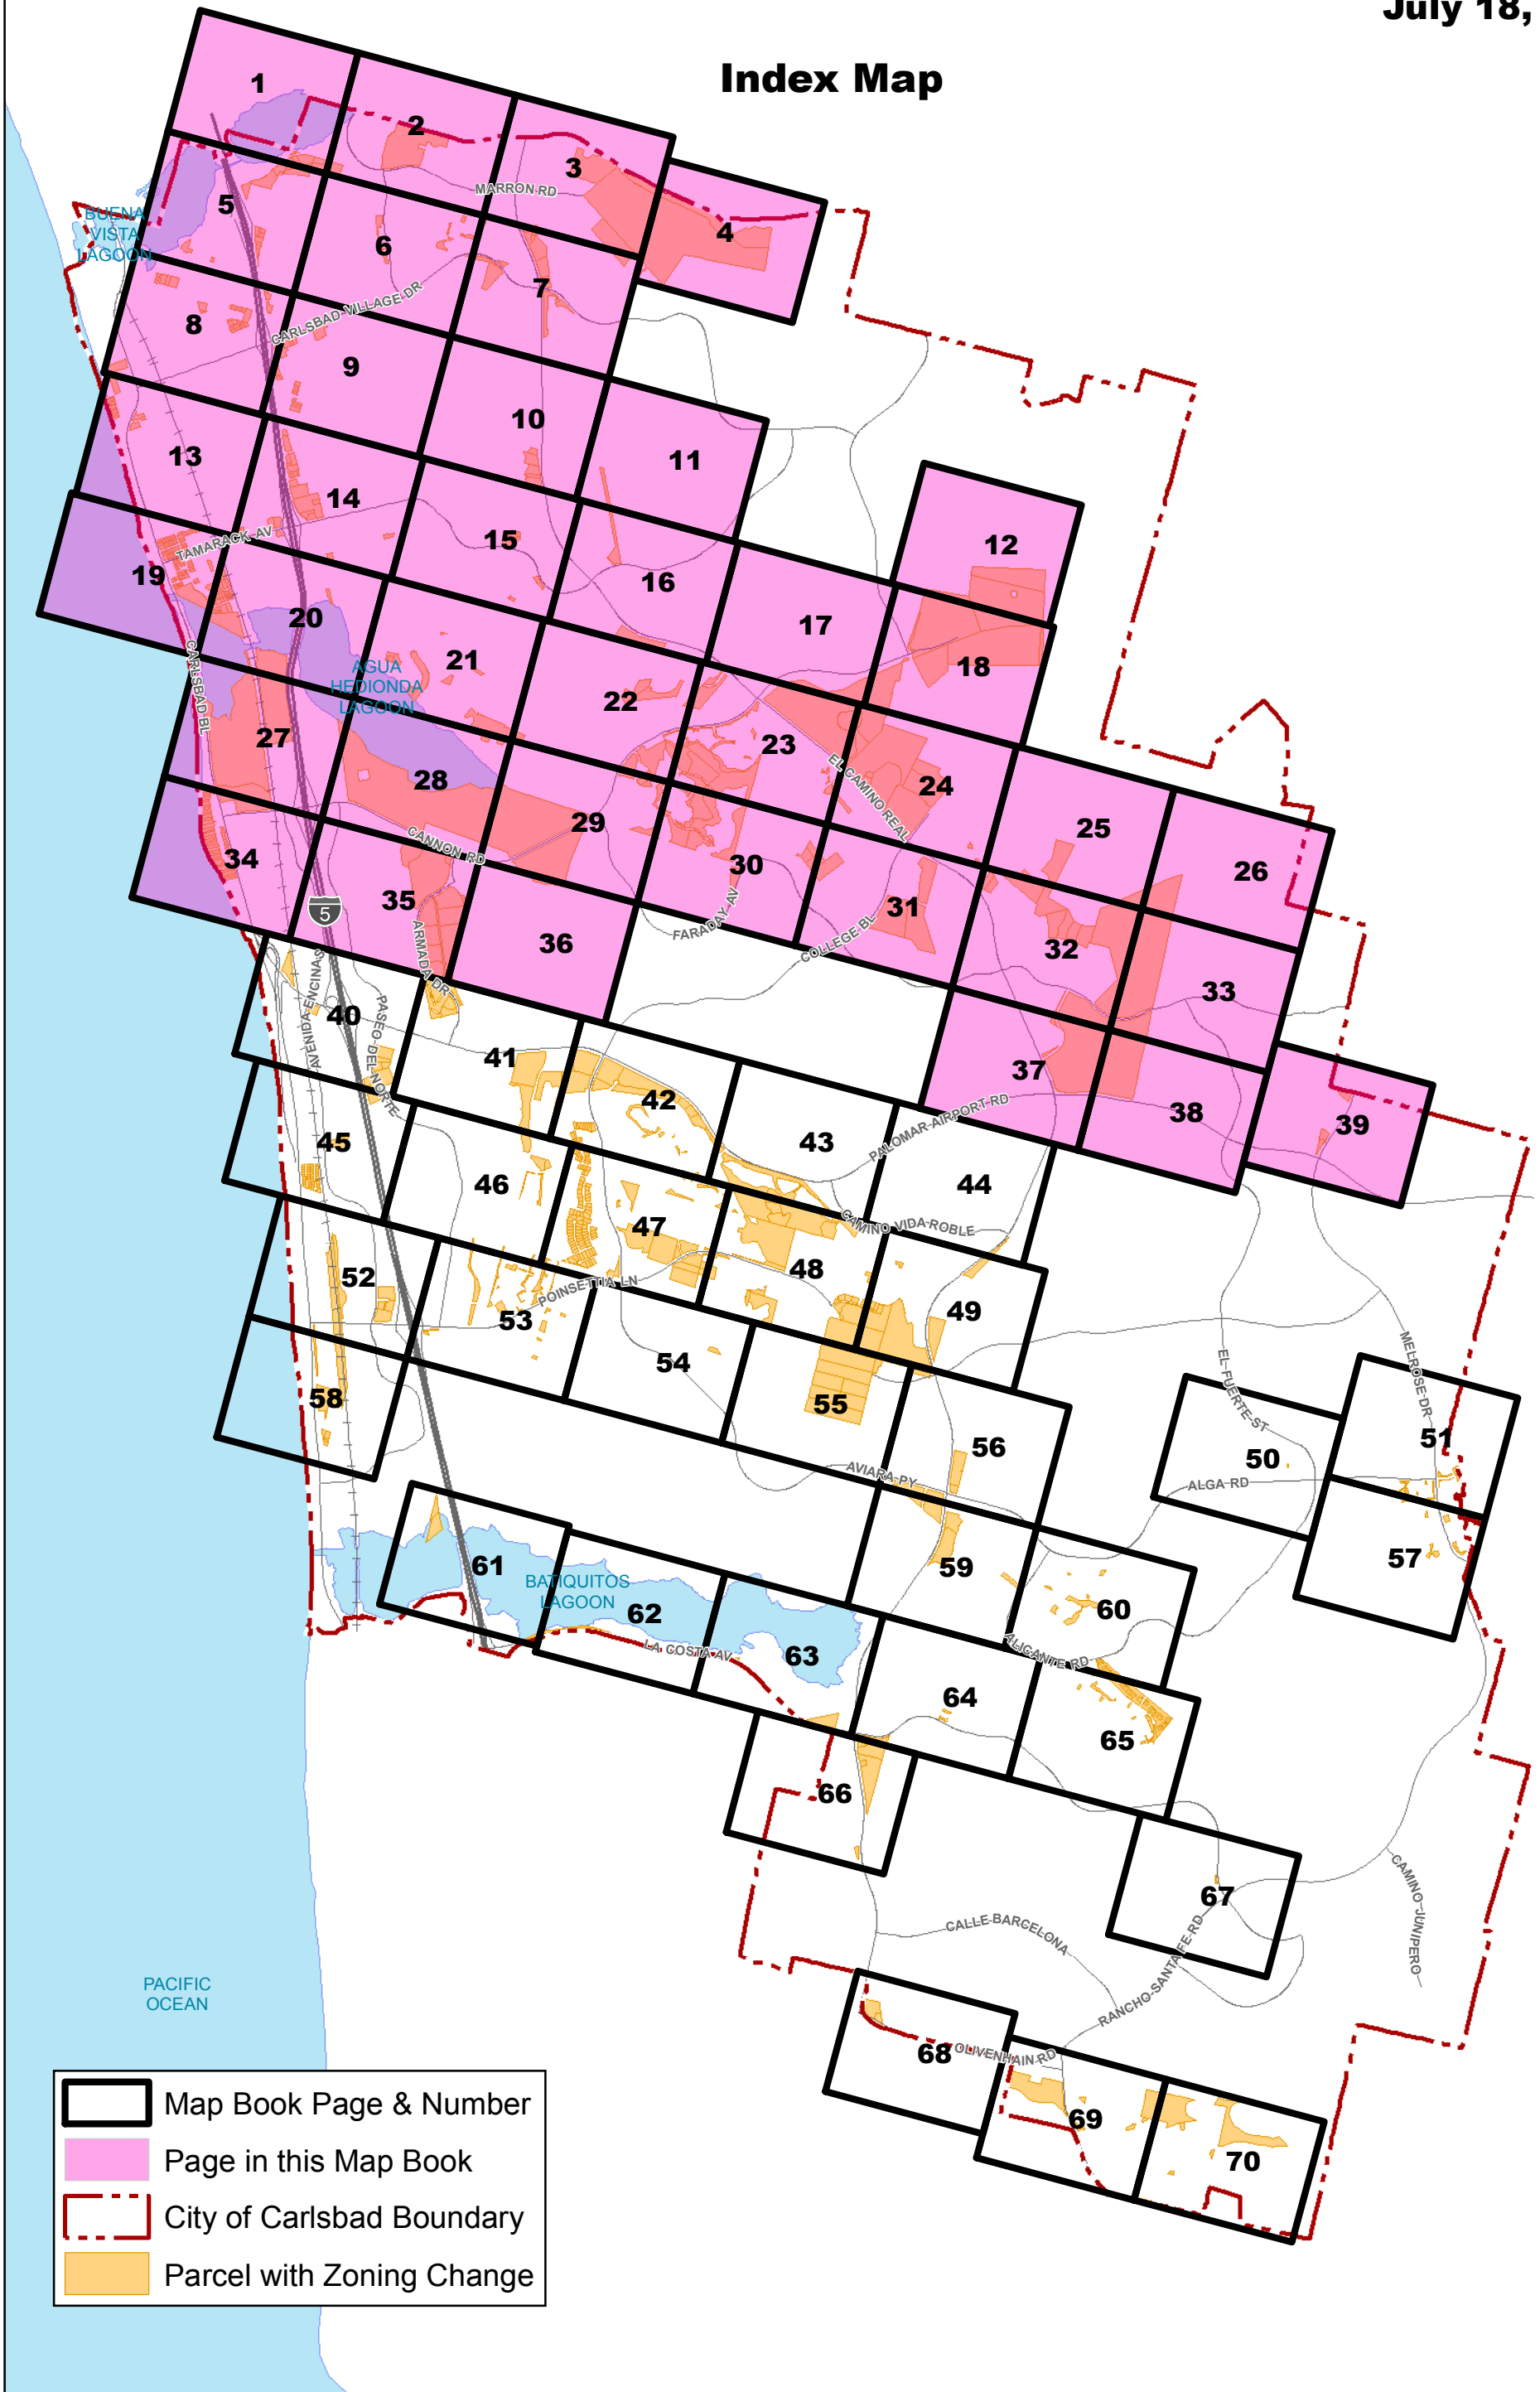 July 18,
Index Map
1
2
3
MARRON RD
4
5
BUENA
VISTA
LAGOON
6
7
CARLSBAD VILLAGE DR
8
9
10
11
12
13
14
TAMARACK AV
15
16
17
18
19
20
21
AGUA
HEDIONDA
LAGOON
CARLSBAD BL
22
23
EL CAMINO REAL
24
25
26
27
28
29
CANNON RD
30
FARADAY AV
31
COLLEGE BL
32
33
34
5
35
ARMADA DR
36
37
38
39
PALOMAR AIRPORT RD
40
AVENIDA ENCINAS
PASEO DEL NORTE
41
42
43
44
45
46
47
48
CAMINO VIDA ROBLE
49
50
51
MELROSE DR
EL FUERTE ST
ALGA RD
52
53
POINSETTIA LN
54
55
56
AVIARA PY
57
58
59
60
ALICANTE RD
61
BATIQUITOS
LAGOON
62
LA COSTA AV
63
64
65
66
67
CALLE BARCELONA
RANCHO SANTA FE RD
CAMINO JUNIPERO
68
OLIVENHAIN RD
69
70
PACIFIC
OCEAN
Map Book Page & Number
Page in this Map Book
City of Carlsbad Boundary
Parcel with Zoning Change